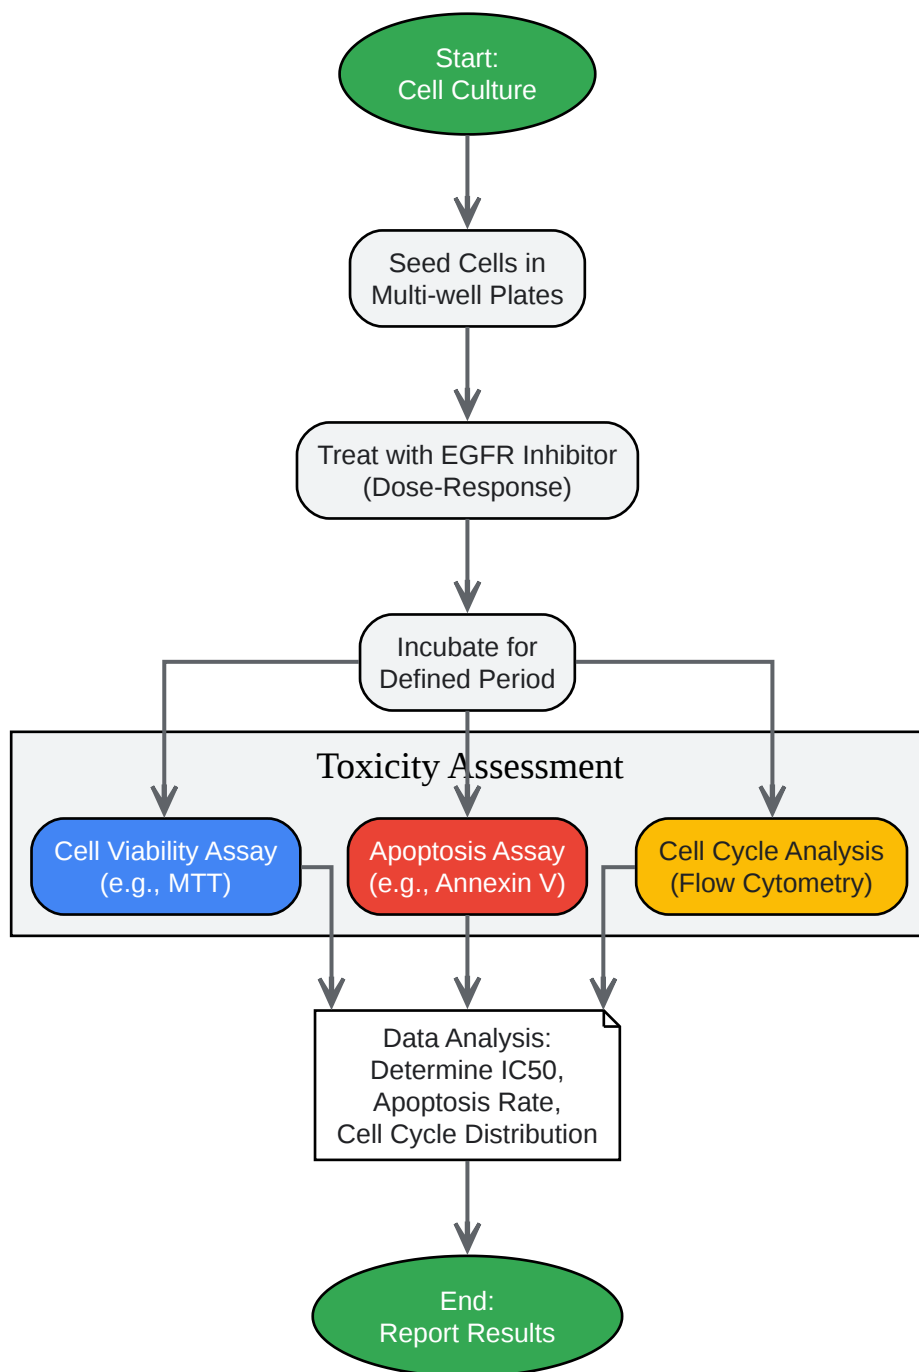 Start:
Cell Culture
Seed Cells in
Multi-well Plates
Treat with EGFR Inhibitor
(Dose-Response)
Incubate for
Defined Period
Toxicity Assessment
Cell Viability Assay
(e.g., MTT)
Apoptosis Assay
(e.g., Annexin V)
Cell Cycle Analysis
(Flow Cytometry)
Data Analysis:
Determine IC50,
Apoptosis Rate,
Cell Cycle Distribution
End:
Report Results